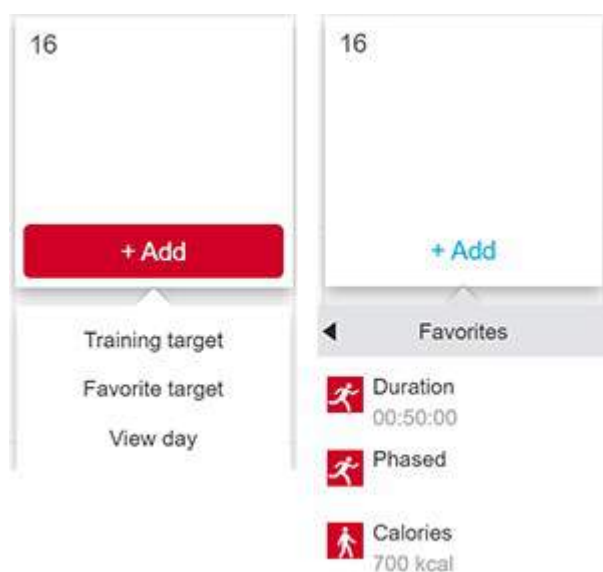 16
+ Add
Training target
Favorite target
View day
16
+ Add
Favorites
Duration
00:50:00
Phased
Calories
700 kcal